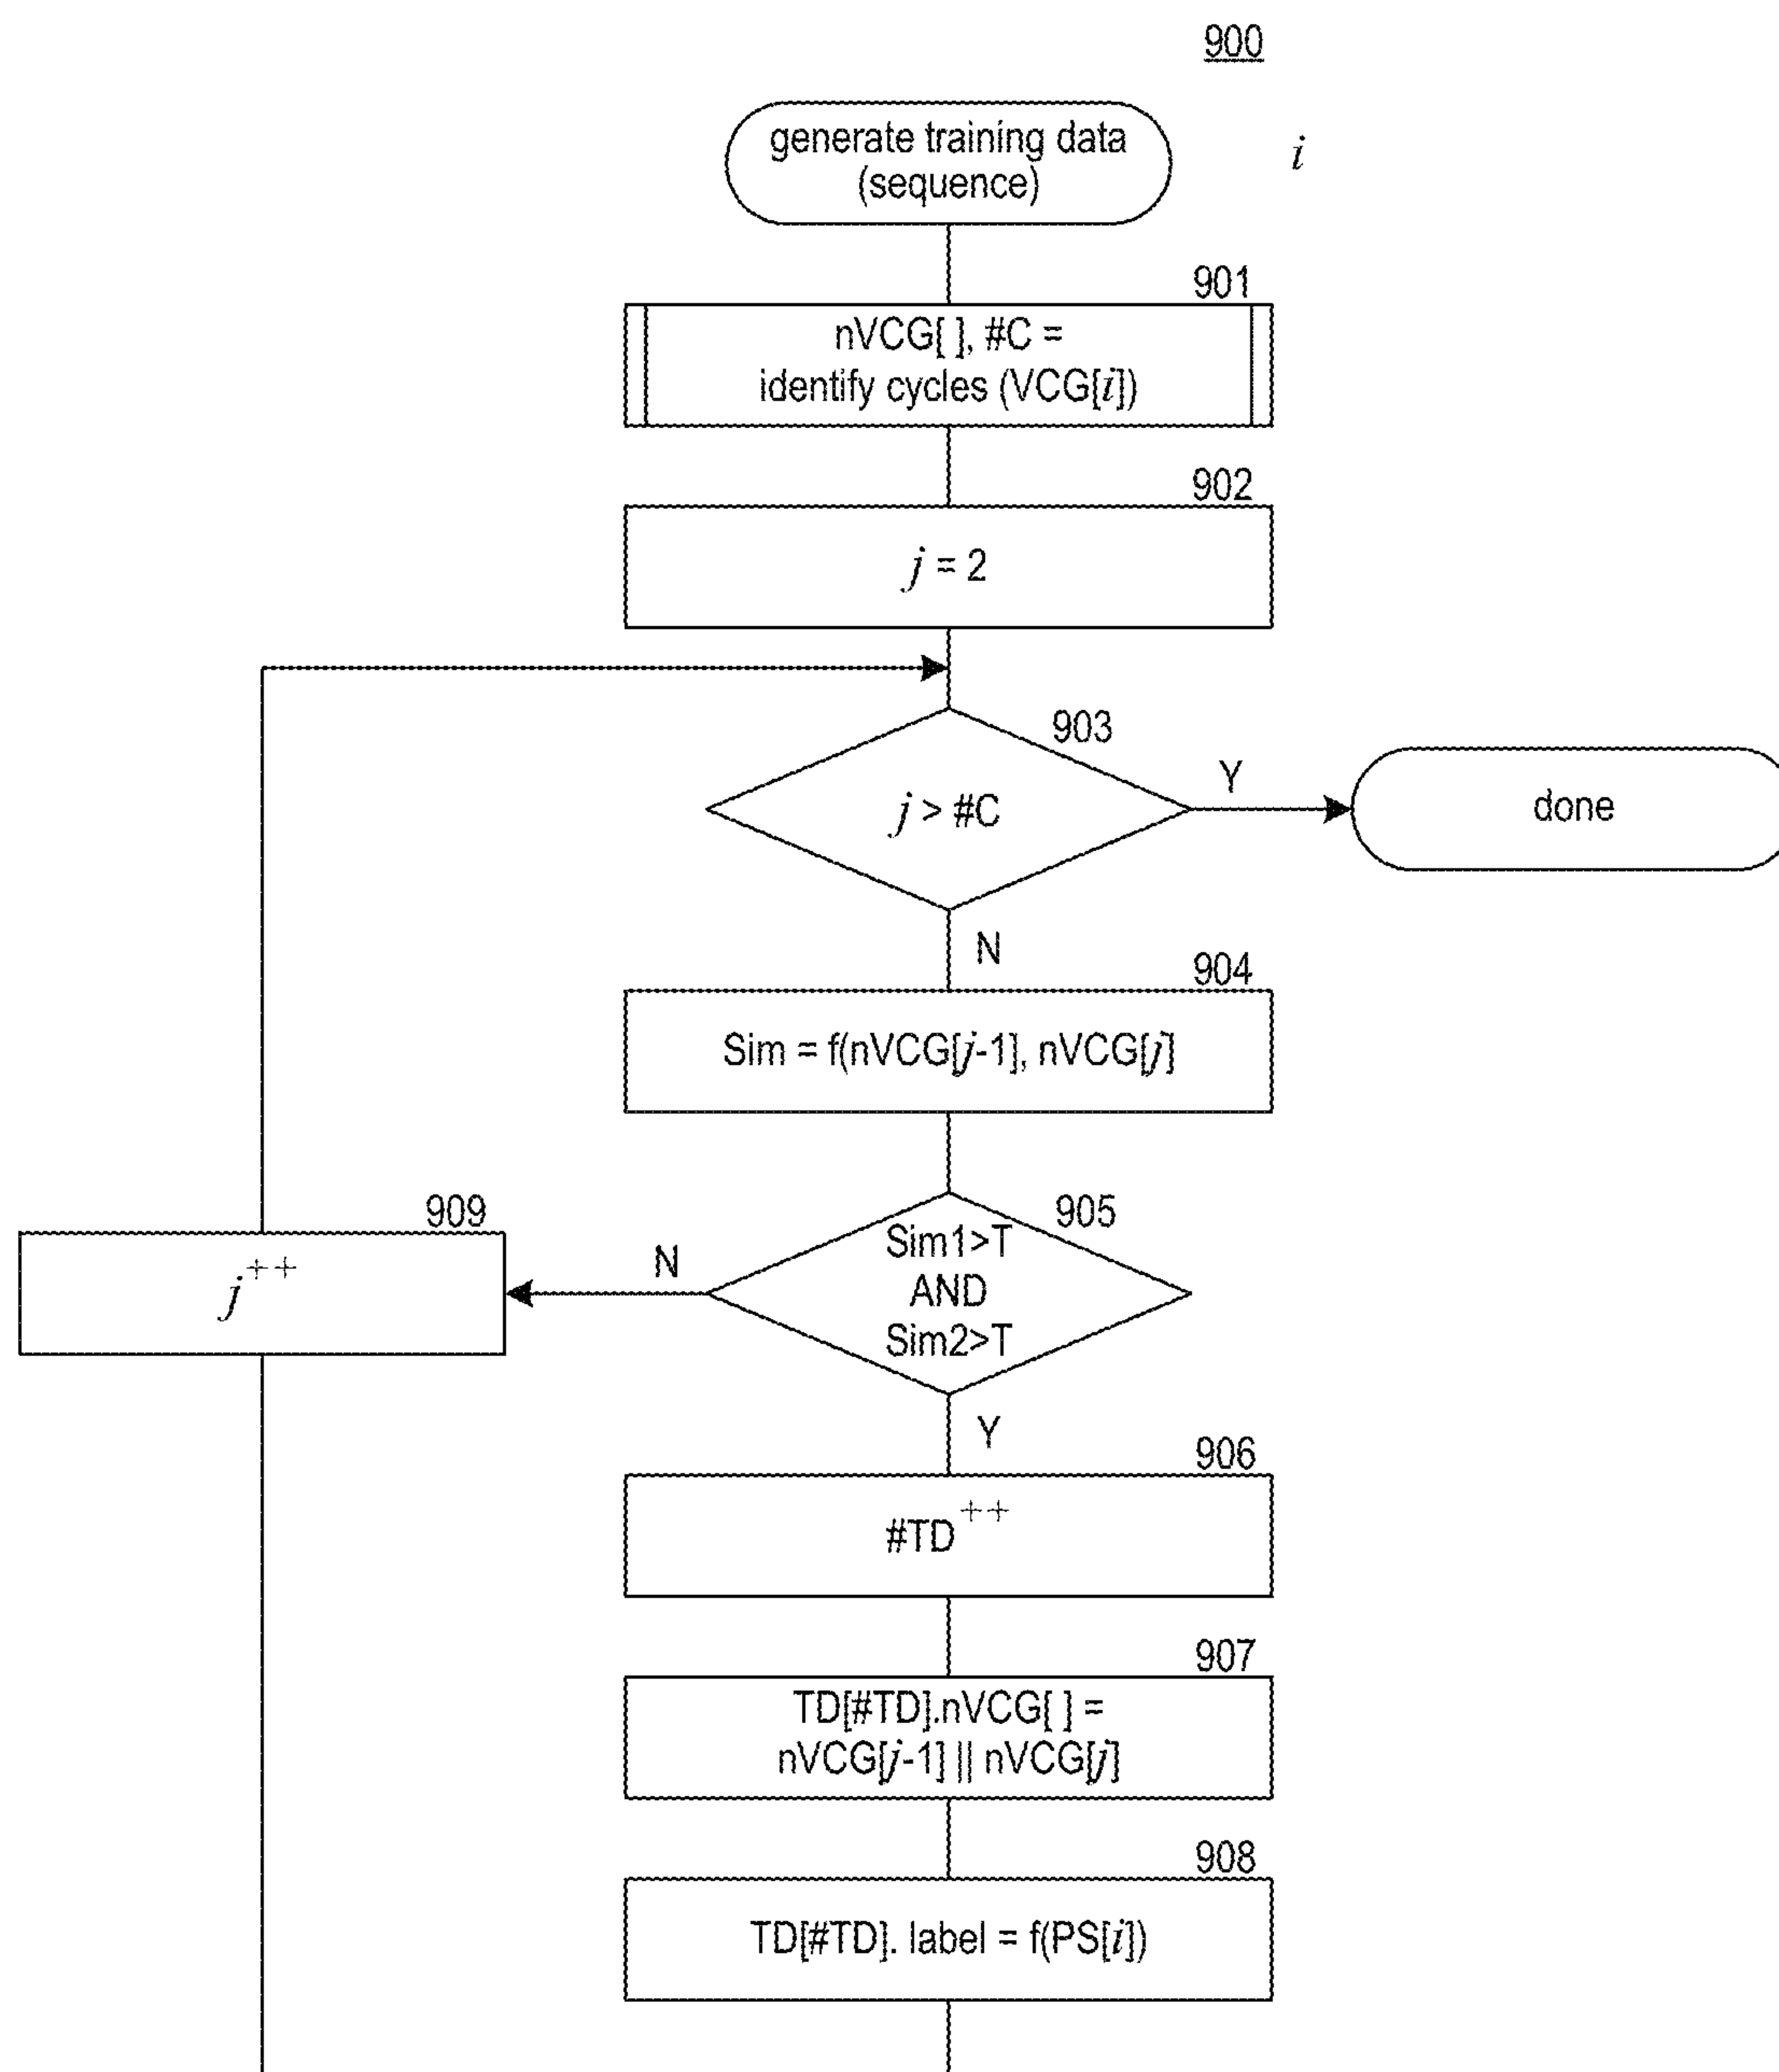 900
generate training data
(sequence)
i
901
nVCG[ ], #C =
identify cycles (VCG[i])
902
j = 2
903
j > #C
Y
done
N
904
Sim = f(nVCG[j-1], nVCG[j]
905
Sim1>T
AND
Sim2>T
N
909
j++
Y
906
#TD++
907
TD[#TD].nVCG[ ] =
nVCG[j-1] || nVCG[j]
908
TD[#TD]. label = f(PS[i])